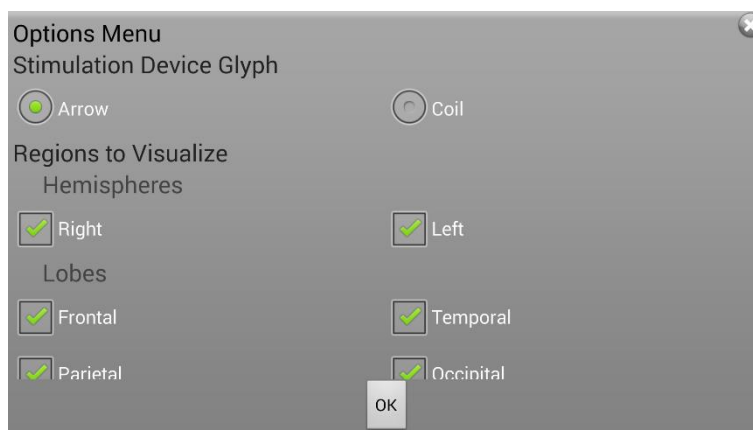 Options Menu
Stimulation Device Glyph
Arrow Coil
Regions to Visualize
Hemispheres
Right Left
Lobes
Frontal Temporal
Parietal Occipital
OK